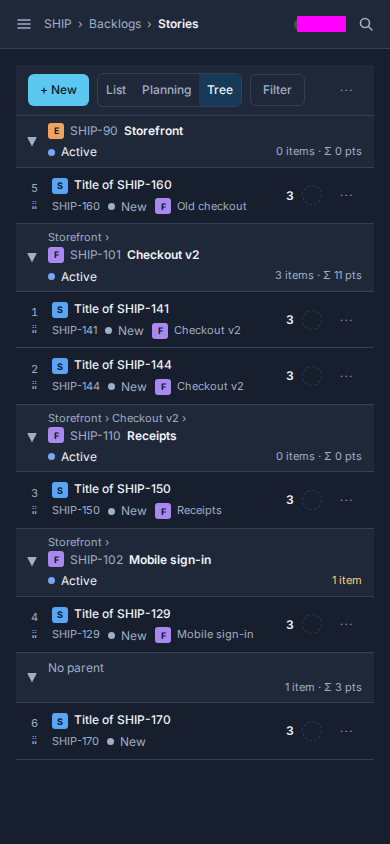 SHIP › Backlogs › Stories
+ New List Planning Tree Filter ...
E SHIP-90 Storefront
Active 0 items · Σ 0 pts
5 S Title of SHIP-160 3 ...
SHIP-160 New F Old checkout
Storefront ›
F SHIP-101 Checkout v2
Active 3 items · Σ 11 pts
1 S Title of SHIP-141 3 ...
SHIP-141 New F Checkout v2
2 S Title of SHIP-144 3 ...
SHIP-144 New F Checkout v2
Storefront › Checkout v2 ›
F SHIP-110 Receipts
Active 0 items · Σ 0 pts
3 S Title of SHIP-150 3 ...
SHIP-150 New F Receipts
Storefront ›
F SHIP-102 Mobile sign-in
Active 1 item
4 S Title of SHIP-129 3 ...
SHIP-129 New F Mobile sign-in
No parent
1 item · Σ 3 pts
6 S Title of SHIP-170 3 ...
SHIP-170 New